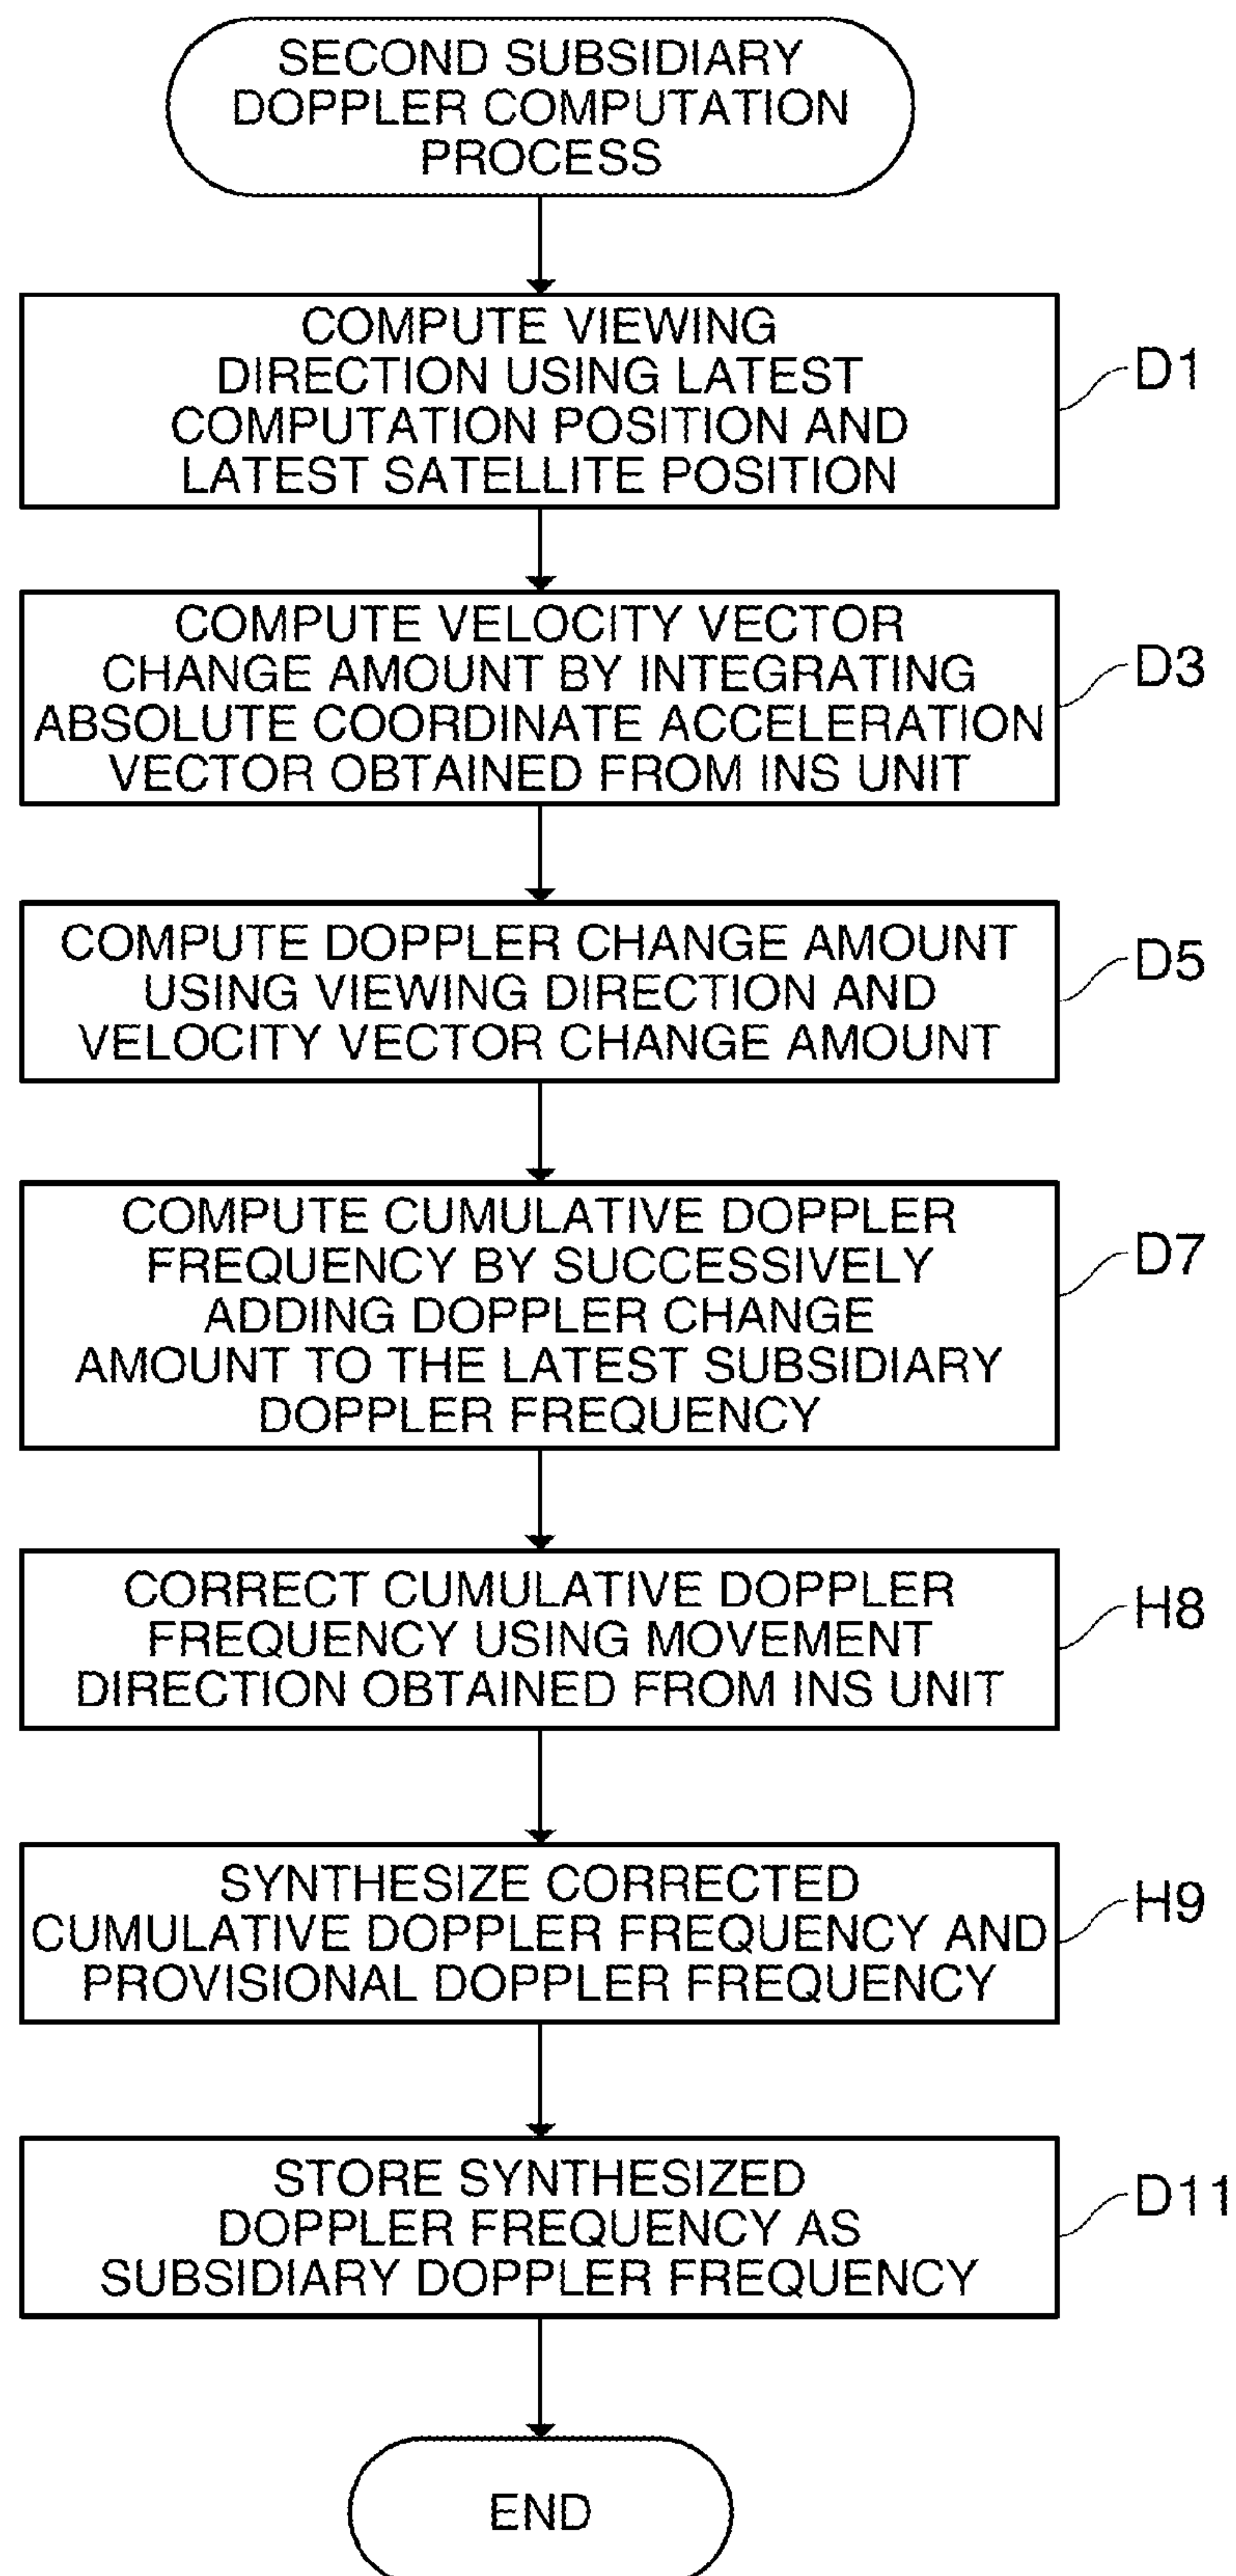 SECOND SUBSIDIARY
DOPPLER COMPUTATION
PROCESS
COMPUTE VIEWING
DIRECTION USING LATEST
COMPUTATION POSITION AND
LATEST SATELLITE POSITION
D1
COMPUTE VELOCITY VECTOR
CHANGE AMOUNT BY INTEGRATING
ABSOLUTE COORDINATE ACCELERATION
VECTOR OBTAINED FROM INS UNIT
D3
COMPUTE DOPPLER CHANGE AMOUNT
USING VIEWING DIRECTION AND
VELOCITY VECTOR CHANGE AMOUNT
D5
COMPUTE CUMULATIVE DOPPLER
FREQUENCY BY SUCCESSIVELY
ADDING DOPPLER CHANGE
AMOUNT TO THE LATEST SUBSIDIARY
DOPPLER FREQUENCY
D7
CORRECT CUMULATIVE DOPPLER
FREQUENCY USING MOVEMENT
DIRECTION OBTAINED FROM INS UNIT
H8
SYNTHESIZE CORRECTED
CUMULATIVE DOPPLER FREQUENCY AND
PROVISIONAL DOPPLER FREQUENCY
H9
STORE SYNTHESIZED
DOPPLER FREQUENCY AS
SUBSIDIARY DOPPLER FREQUENCY
D11
END